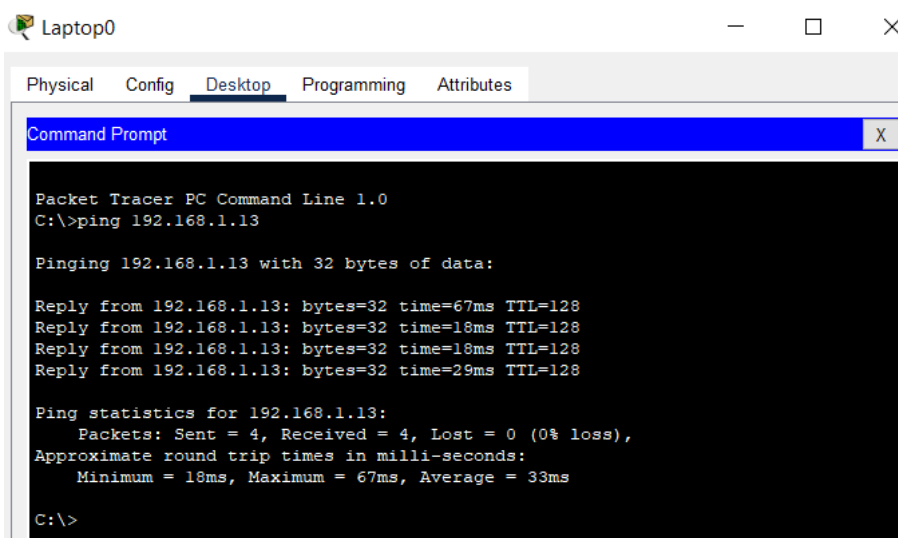 Laptop0
Physical Config Desktop Programming Attributes
Command Prompt X
Packet Tracer PC Command Line 1.0
C:\>ping 192.168.1.13
Pinging 192.168.1.13 with 32 bytes of data:
Reply from 192.168.1.13: bytes=32 time=67ms TTL=128
Reply from 192.168.1.13: bytes=32 time=18ms TTL=128
Reply from 192.168.1.13: bytes=32 time=18ms TTL=128
Reply from 192.168.1.13: bytes=32 time=29ms TTL=128
Ping statistics for 192.168.1.13:
Packets: Sent = 4, Received = 4, Lost = 0 (0% loss),
Approximate round trip times in milli-seconds:
Minimum = 18ms, Maximum = 67ms, Average = 33ms
C:\>